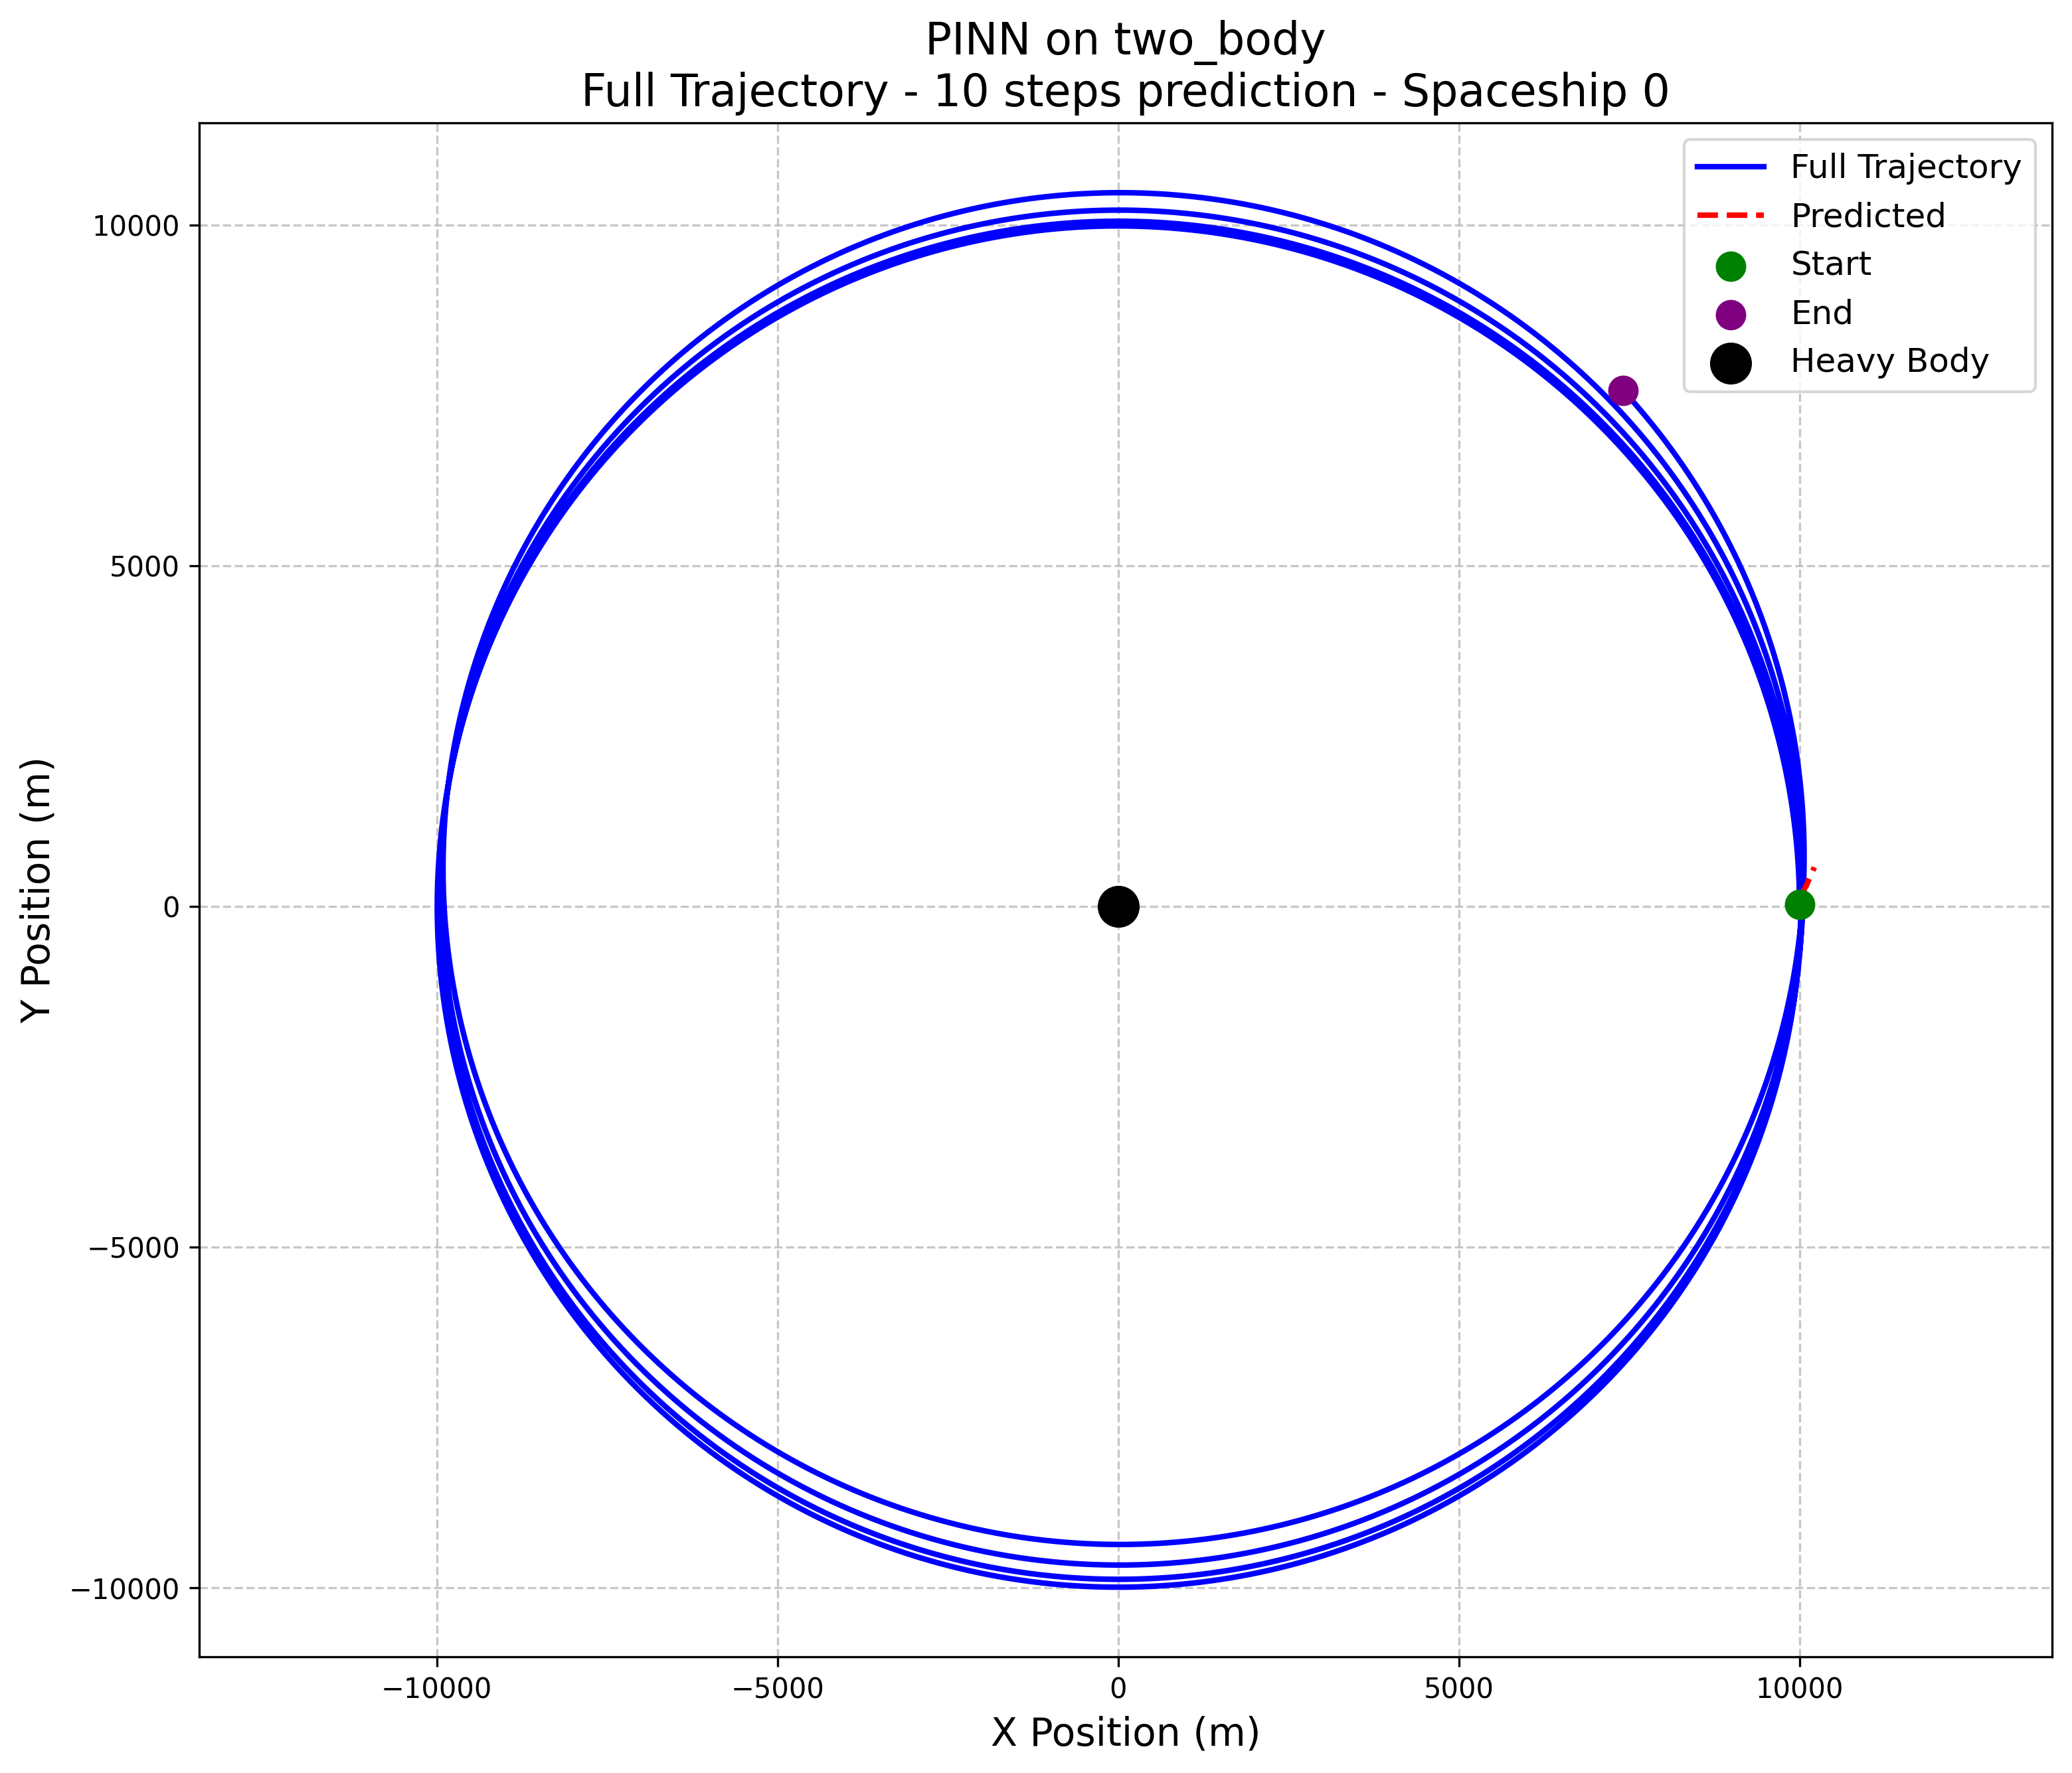 PINN on two_body
Full Trajectory - 10 steps prediction - Spaceship 0
Full Trajectory
Predicted
Start
End
Heavy Body
Y Position (m)
10000
5000
0
−5000
−10000
−10000
−5000
0
5000
10000
X Position (m)